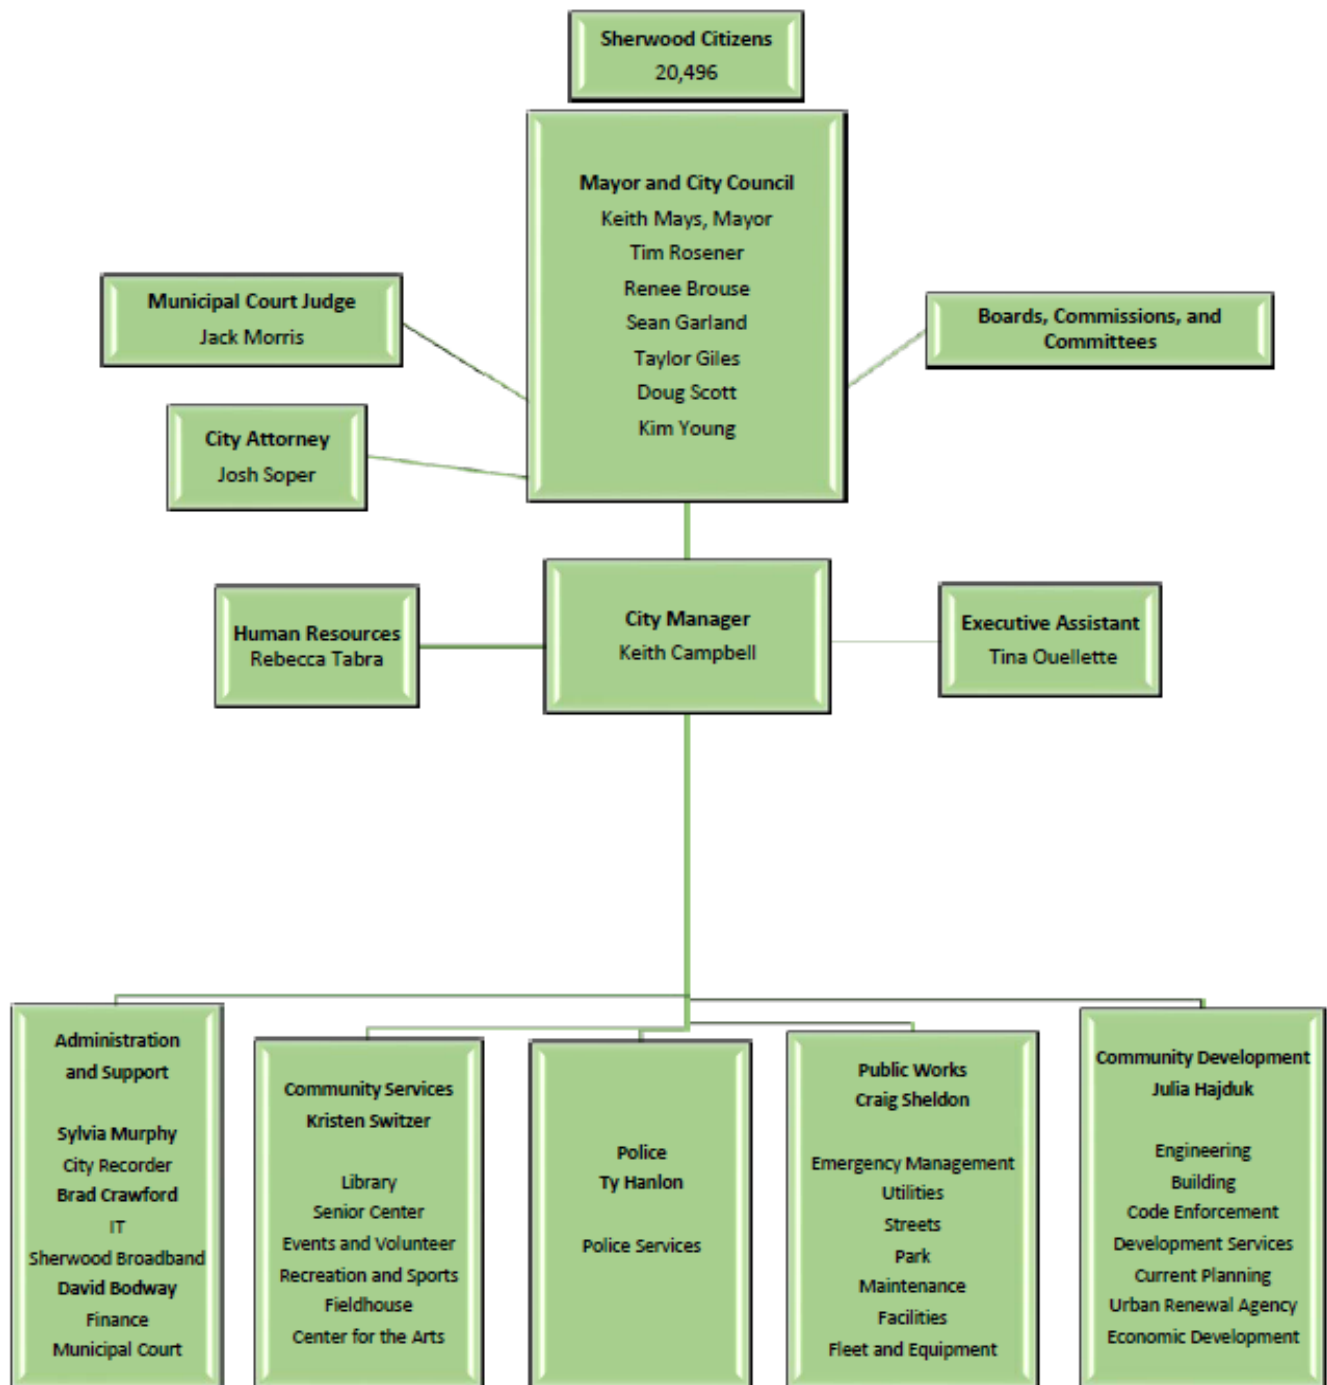 Sherwood Citizens
20,496
Mayor and City Council
Keith Mays, Mayor
Tim Rosener
Renee Brouse
Sean Garland
Taylor Giles
Doug Scott
Kim Young
Municipal Court Judge
Jack Morris
Boards, Commissions, and
Committees
City Attorney
Josh Soper
Human Resources
Rebecca Tabra
City Manager
Keith Campbell
Executive Assistant
Tina Ouellette
Administration
and Support
Sylvia Murphy
City Recorder
Brad Crawford
IT
Sherwood Broadband
David Bodway
Finance
Municipal Court
Community Services
Kristen Switzer
Library
Senior Center
Events and Volunteer
Recreation and Sports
Fieldhouse
Center for the Arts
Police
Ty Hanlon
Police Services
Public Works
Craig Sheldon
Emergency Management
Utilities
Streets
Park
Maintenance
Facilities
Fleet and Equipment
Community Development
Julia Hajduk
Engineering
Building
Code Enforcement
Development Services
Current Planning
Urban Renewal Agency
Economic Development